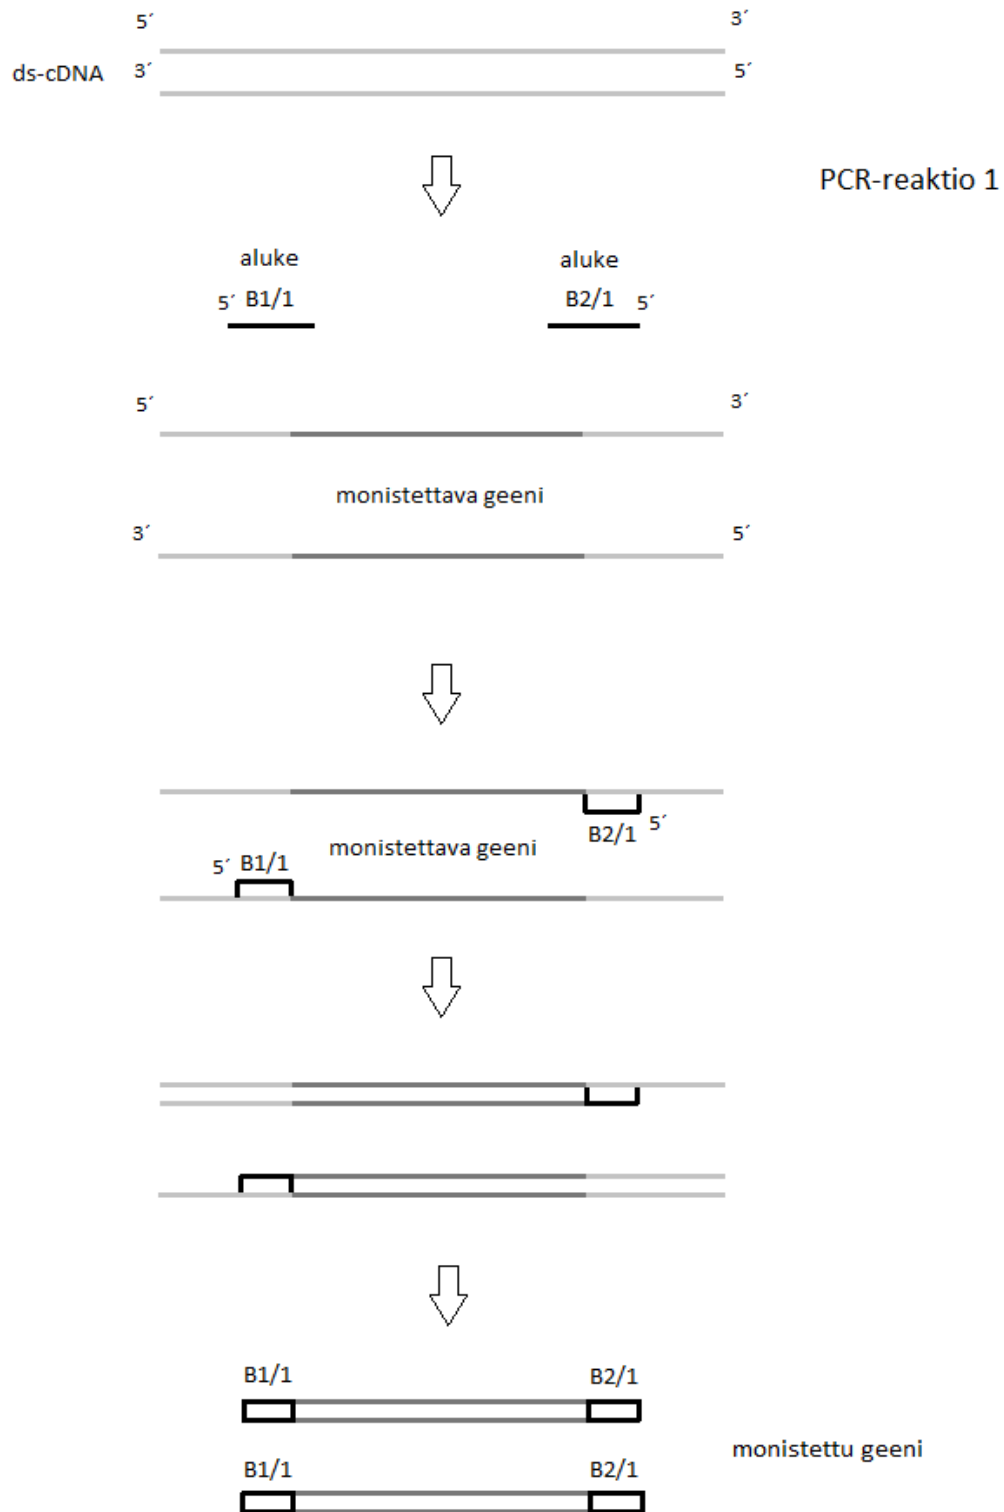 5´ 3´
ds-cDNA 3´ 5´
PCR-reaktio 1
aluke aluke
5´ B1/1 B2/1 5´
5´ 3´
monistettava geeni
3´ 5´
B2/1 5´
5´ B1/1 monistettava geeni
B1/1 B2/1
monistettu geeni
B1/1 B2/1